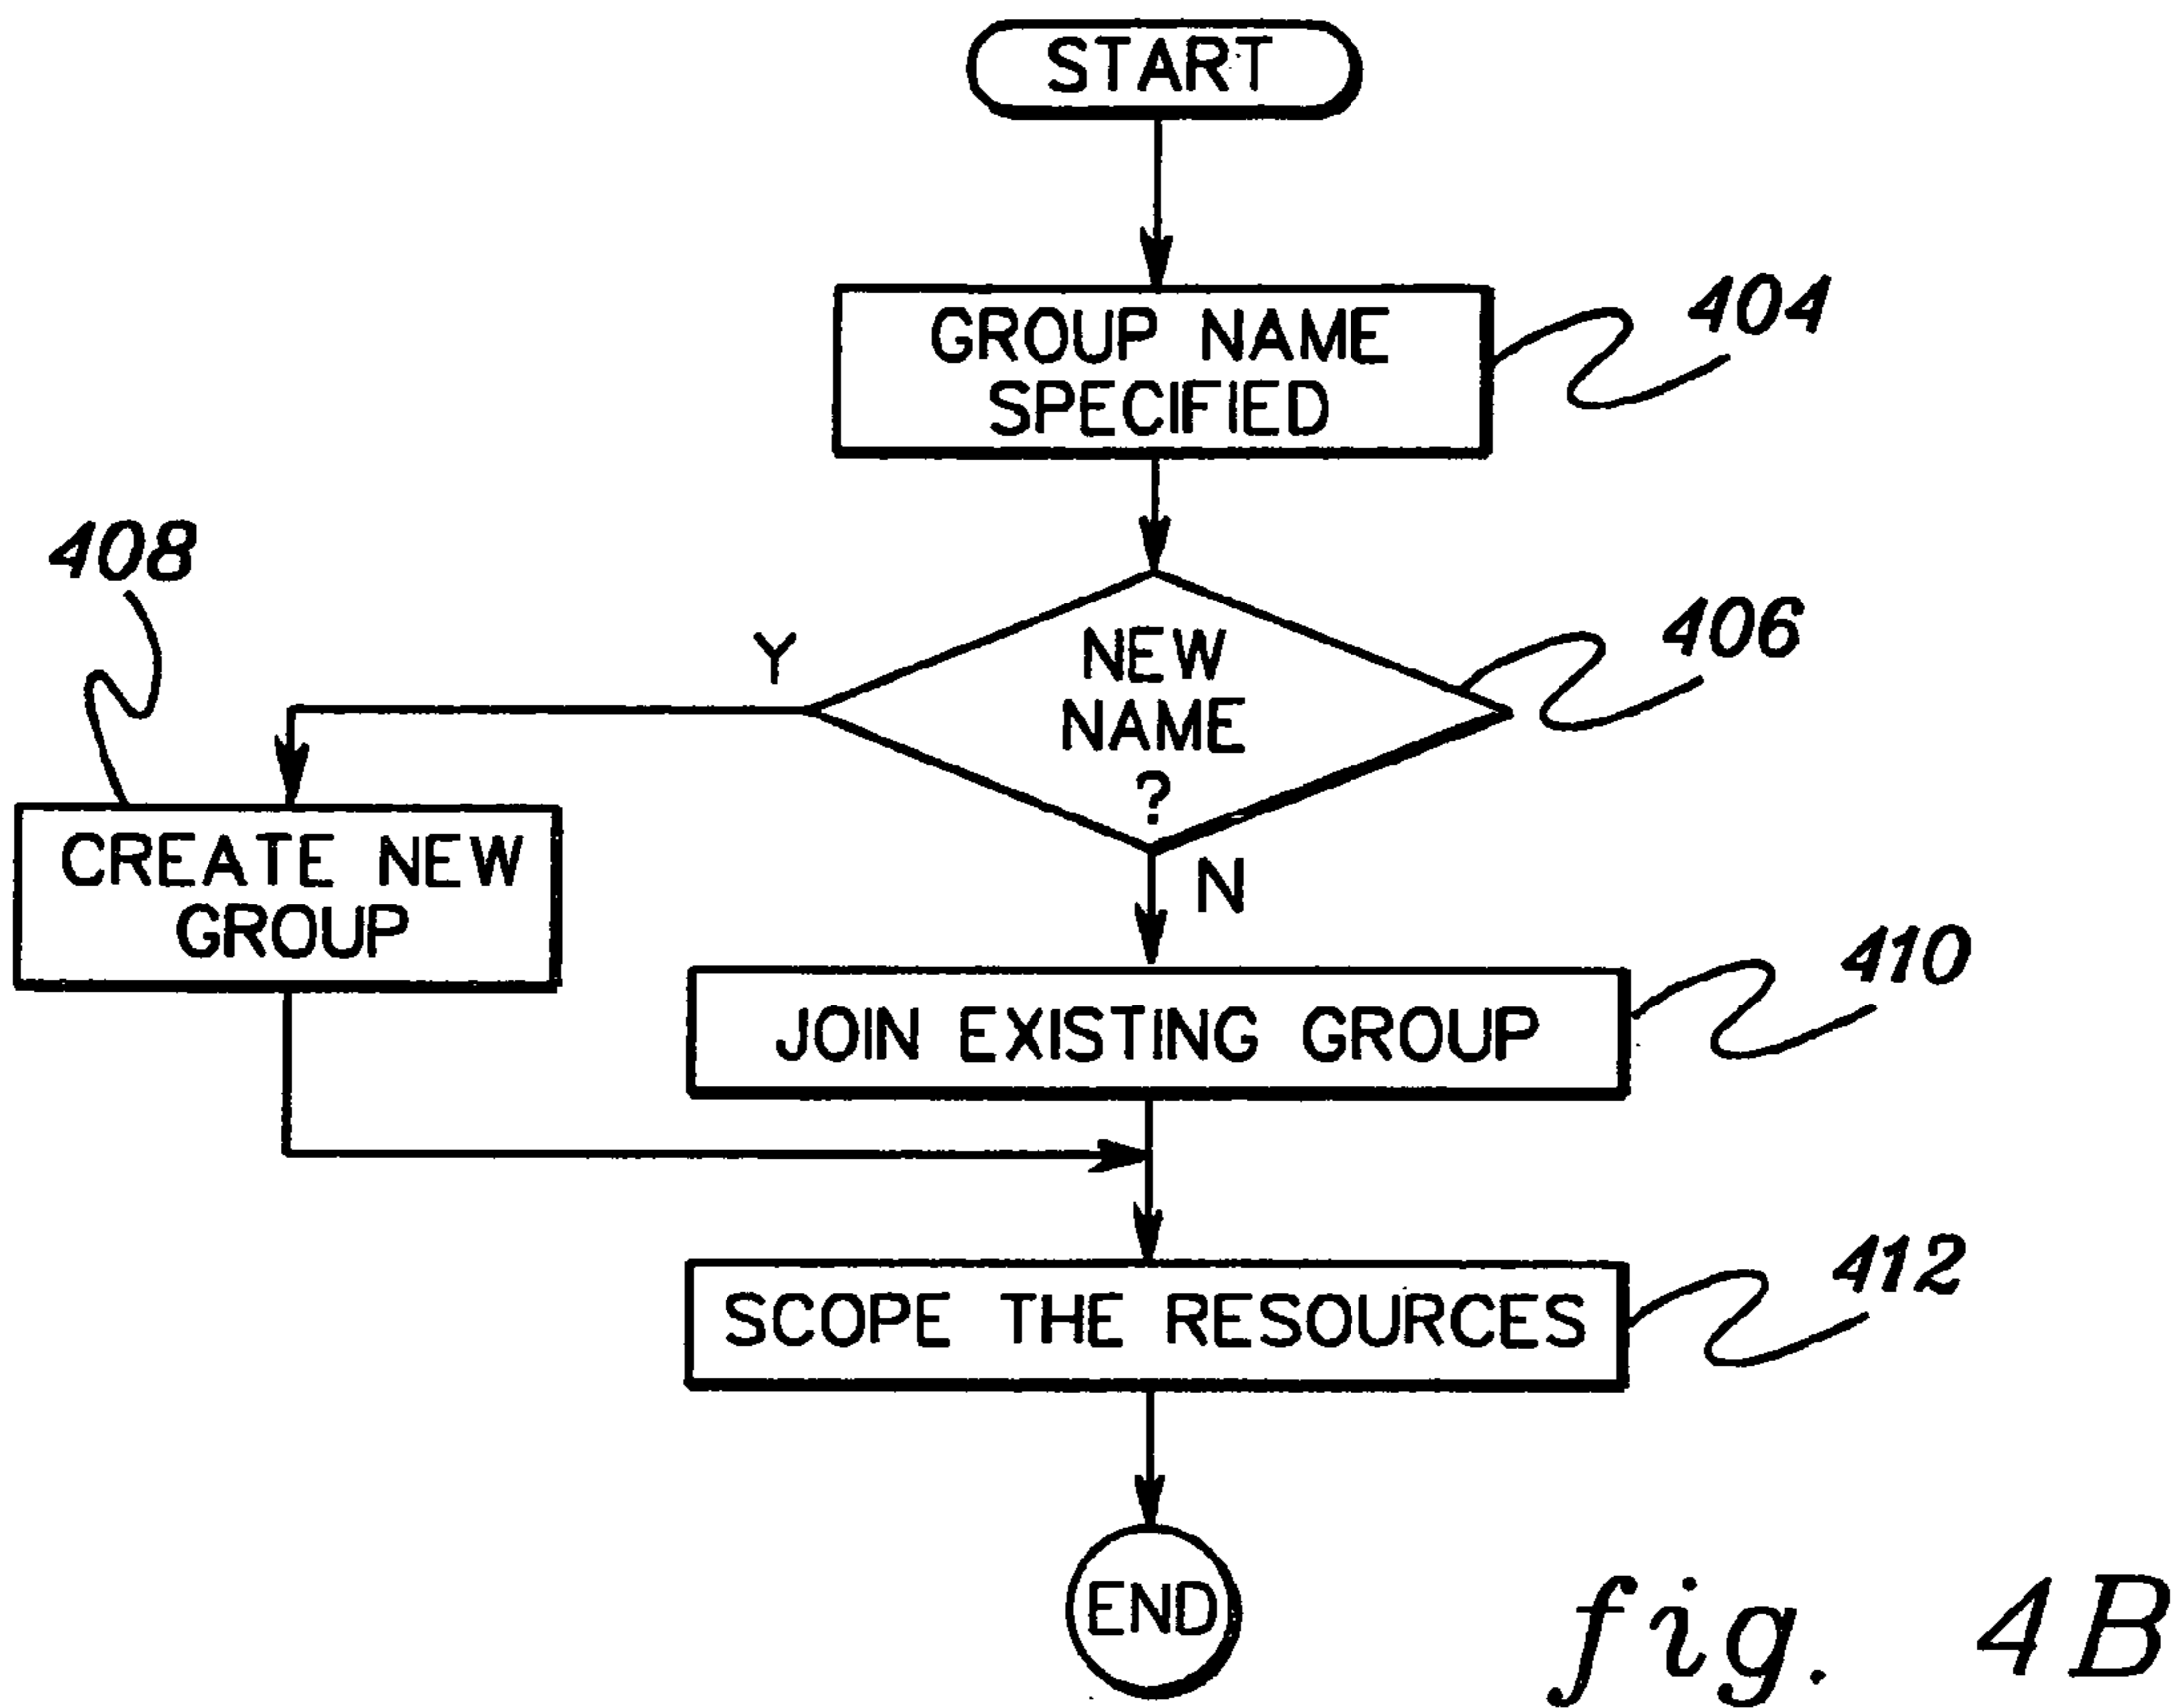 START
GROUP NAME
SPECIFIED
404
408
NEW
NAME
?
406
Y
N
CREATE NEW
GROUP
JOIN EXISTING GROUP
410
SCOPE THE RESOURCES
412
END
fig. 4B